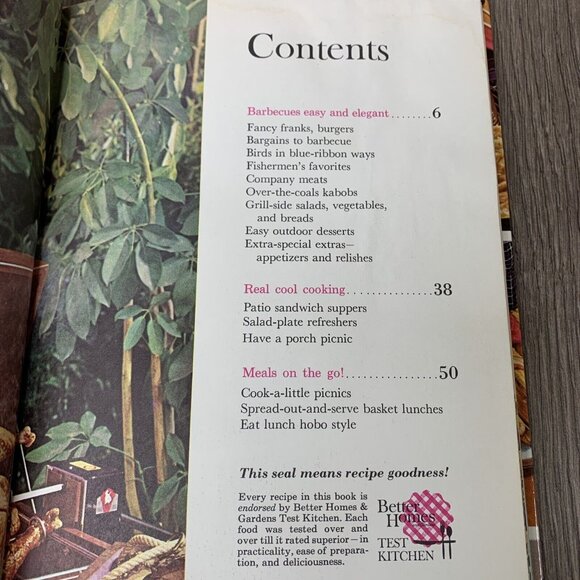 Contents
Barbecues easy and elegant ........ 6
Fancy franks, burgers
Bargains to barbecue
Birds in blue-ribbon ways
Fishermen's favorites
Company meats
Over-the-coals kabobs
Grill-side salads, vegetables,
and breads
Easy outdoor desserts
Extra-special extras—
appetizers and relishes
Real cool cooking ................ 38
Patio sandwich suppers
Salad-plate refreshers
Have a porch picnic
Meals on the go! ................ 50
Cook-a-little picnics
Spread-out-and-serve basket lunches
Eat lunch hobo style
This seal means recipe goodness!
Every recipe in this book is
endorsed by Better Homes &
Gardens Test Kitchen. Each
food was tested over and
over till it rated superior—in
practicality, ease of prepara-
tion, and deliciousness.
Better
Homes
TEST
KITCHEN